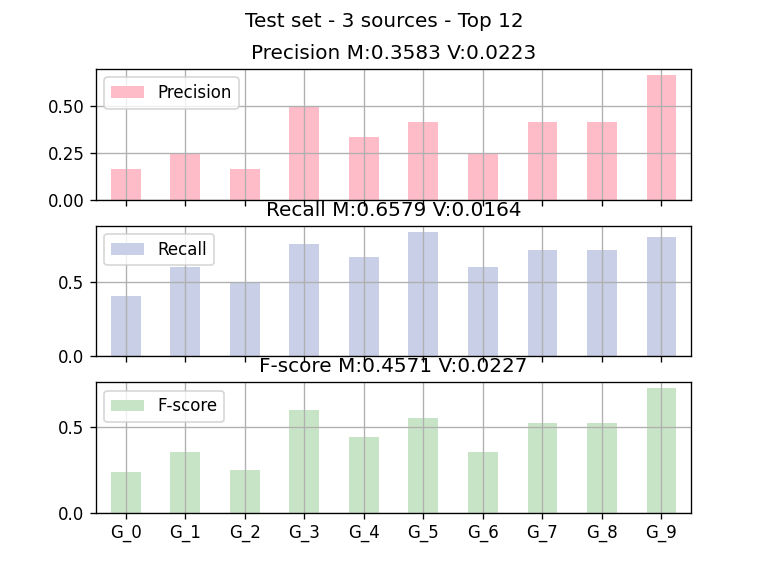 Test set - 3 sources - Top 12
Precision M:0.3583 V:0.0223
Precision
0.50
0.25
0.00
Recall M:0.6579 V:0.0164
Recall
0.5
0.0
F-score M:0.4571 V:0.0227
F-score
0.5
0.0
G_0 G_1 G_2 G_3 G_4 G_5 G_6 G_7 G_8 G_9